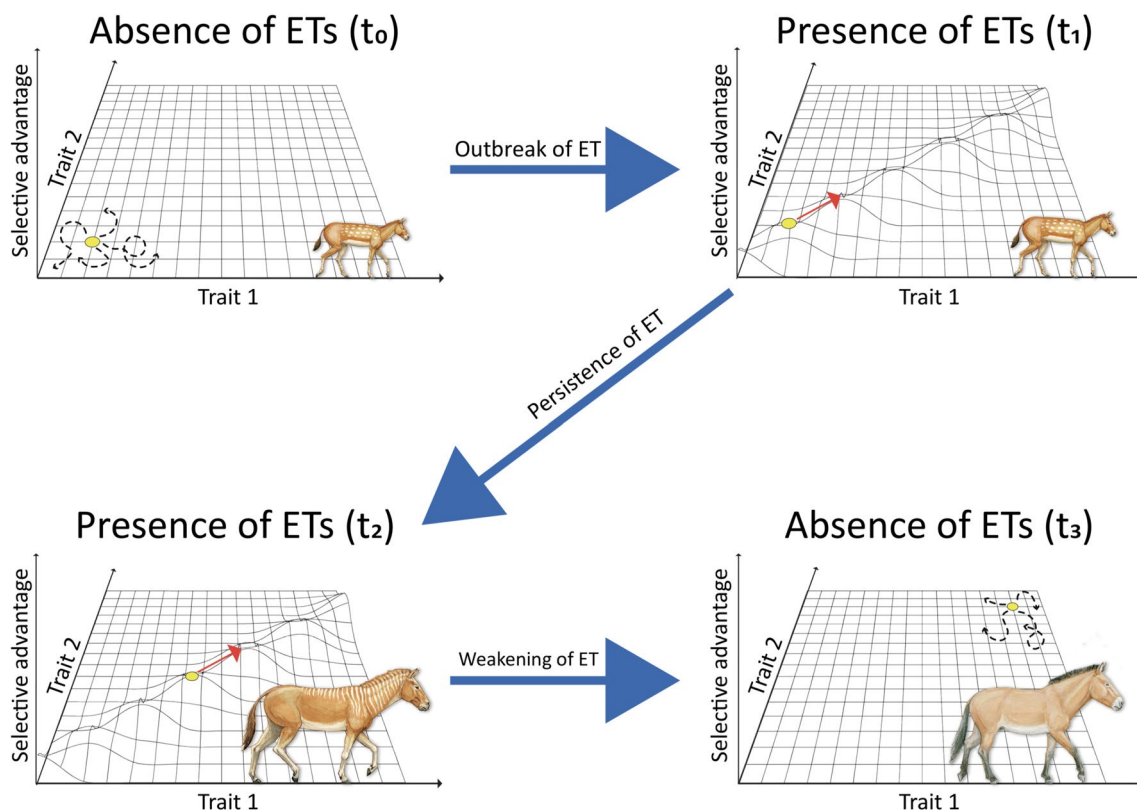 Absence of ETs (t₀)
Selective advantage
Trait 2
Trait 1
Outbreak of ET
Presence of ETs (t₁)
Selective advantage
Trait 2
Trait 1
Persistence of ET
Presence of ETs (t₂)
Selective advantage
Trait 2
Trait 1
Weakening of ET
Absence of ETs (t₃)
Selective advantage
Trait 2
Trait 1